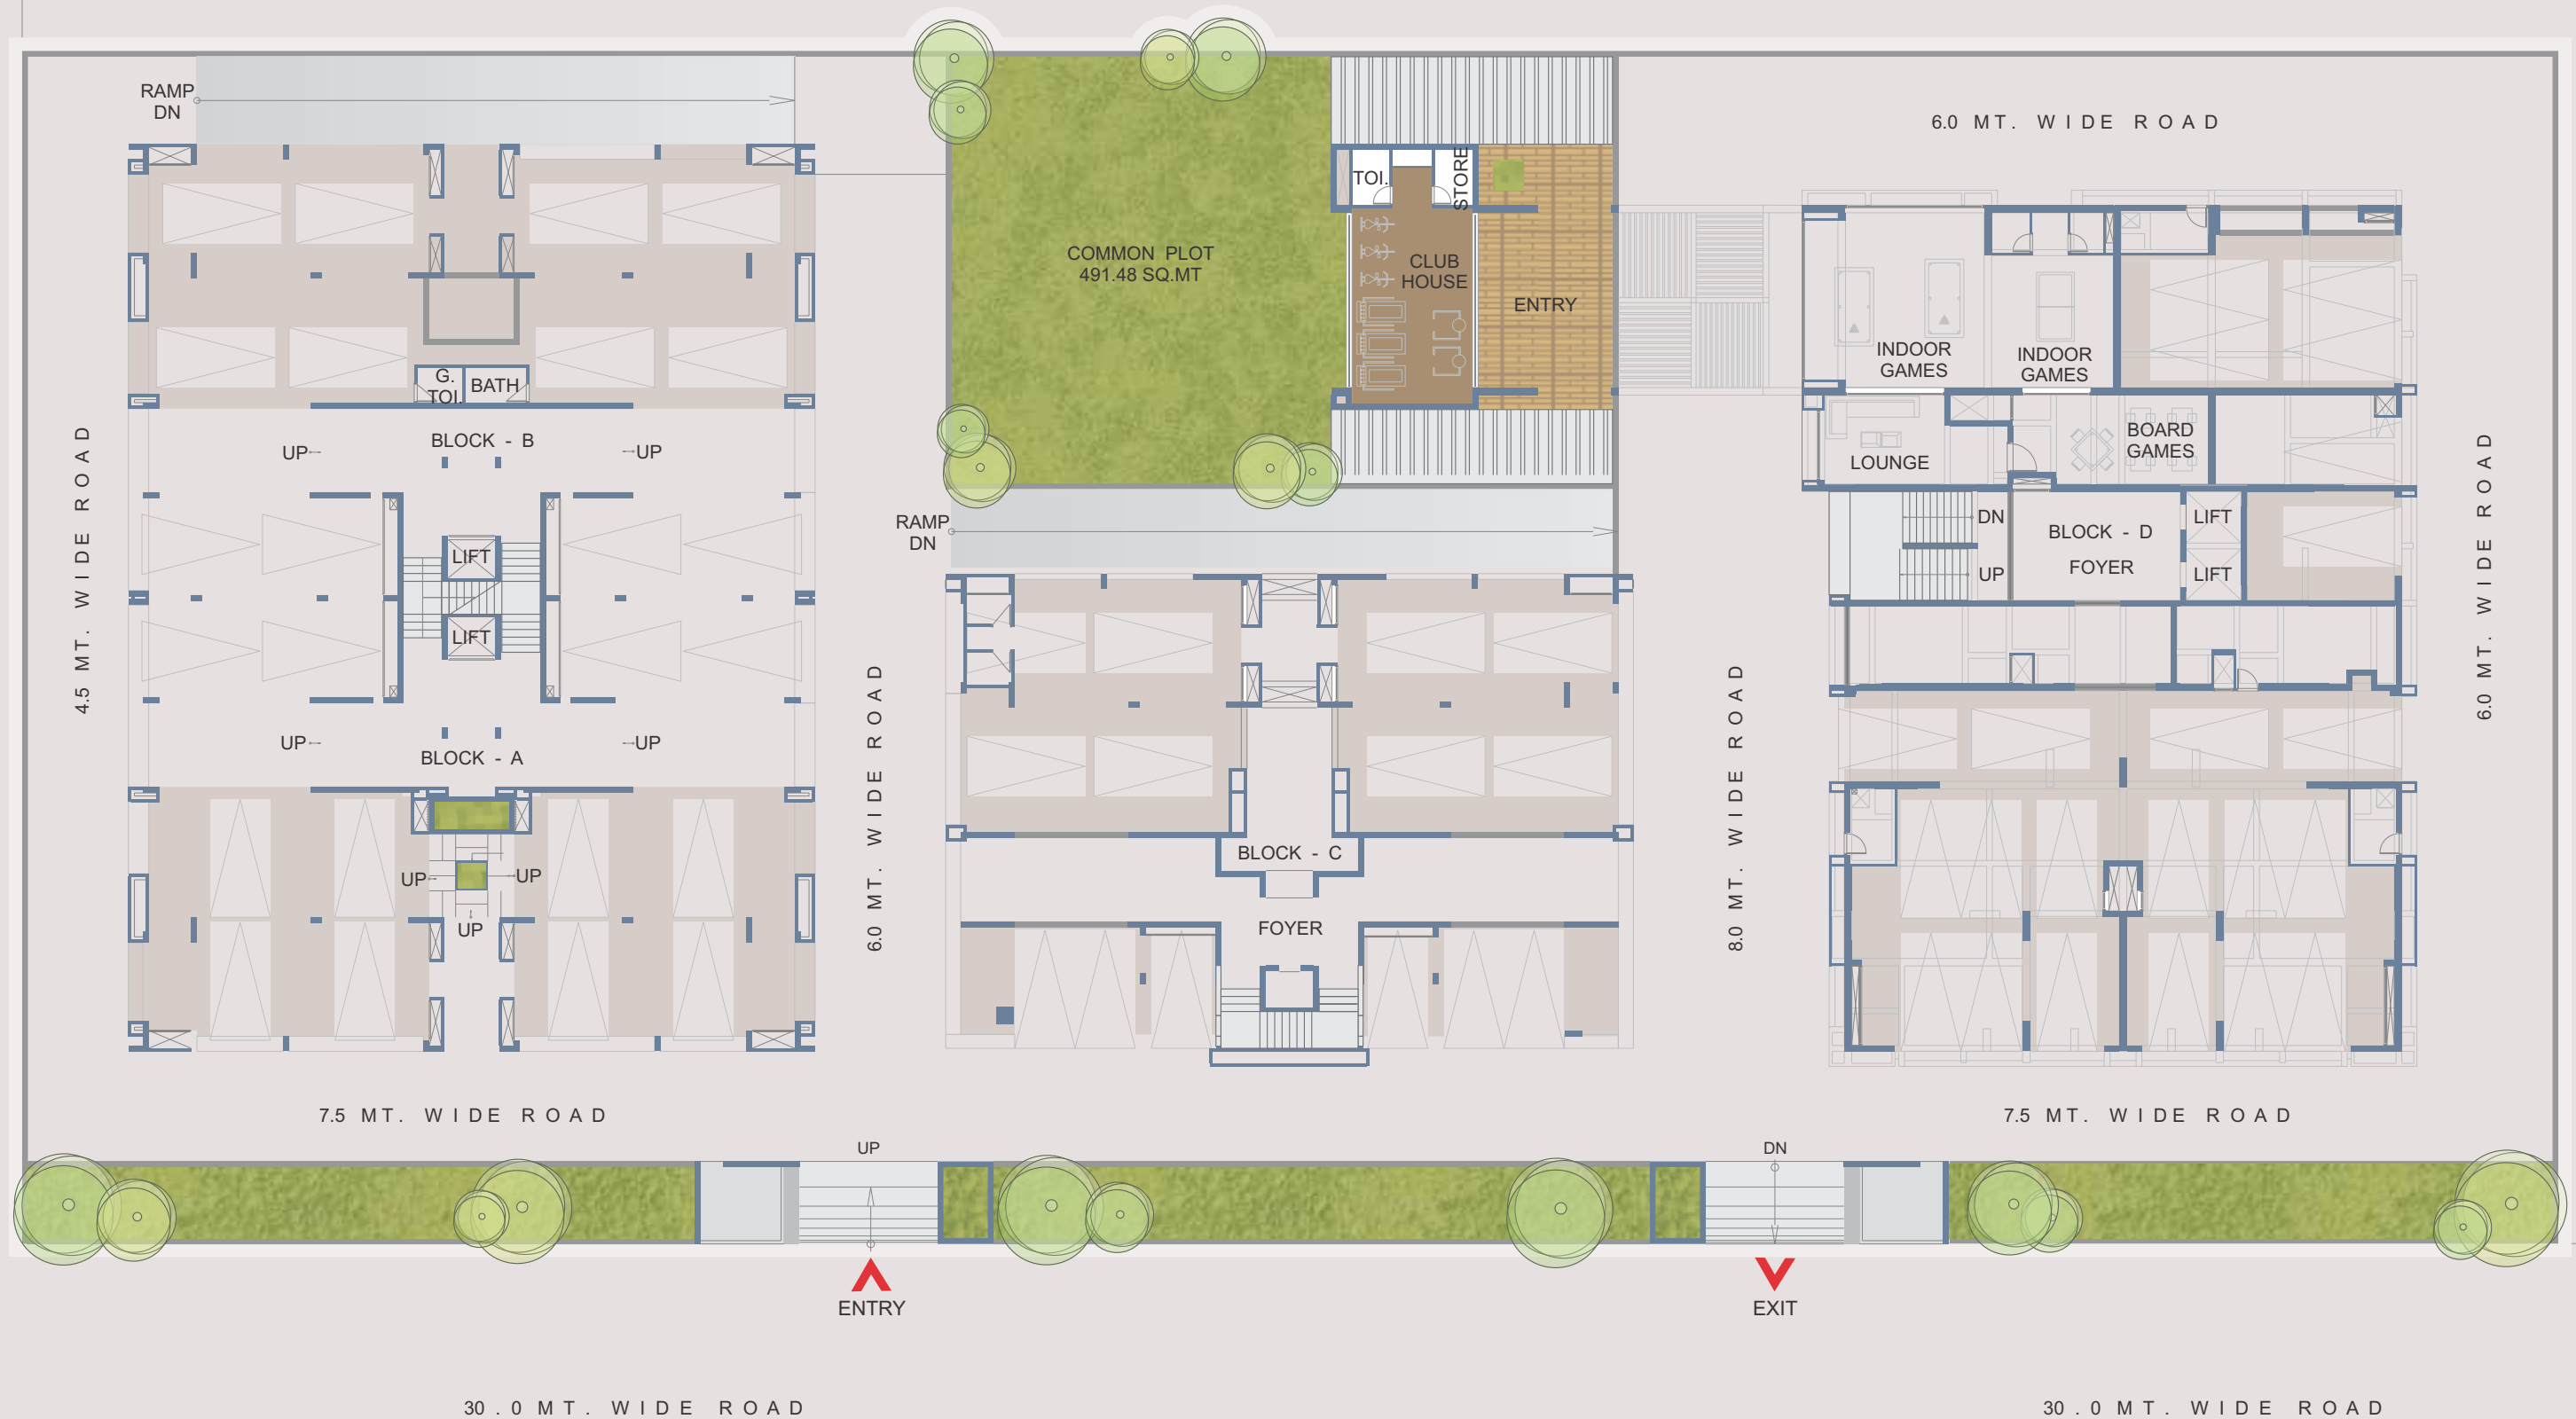 RAMP
DN
6.0 MT. WIDE ROAD
TOI.
STORE
COMMON PLOT
491.48 SQ.MT
CLUB
HOUSE
ENTRY
INDOOR
GAMES
INDOOR
GAMES
G.
TOI.
BATH
BLOCK - B
UP
UP
BOARD
GAMES
LOUNGE
4.5 MT. WIDE ROAD
6.0 MT. WIDE ROAD
RAMP
DN
DN
BLOCK - D
LIFT
LIFT
FOYER
UP
LIFT
LIFT
6.0 MT. WIDE ROAD
8.0 MT. WIDE ROAD
UP
UP
BLOCK - A
BLOCK - C
UP
UP
UP
FOYER
7.5 MT. WIDE ROAD
7.5 MT. WIDE ROAD
UP
DN
ENTRY
EXIT
30.0 MT. WIDE ROAD
30.0 MT. WIDE ROAD